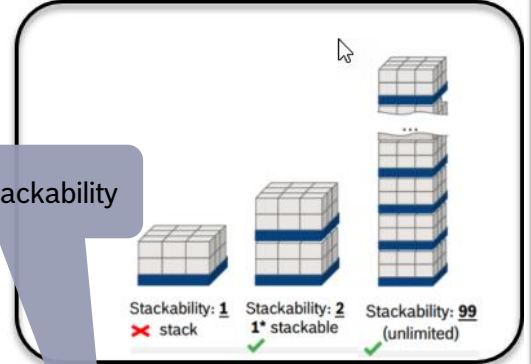 ackability
...
Stackability: 1
stack
Stackability: 2
1* stackable
Stackability: 99
(unlimited)